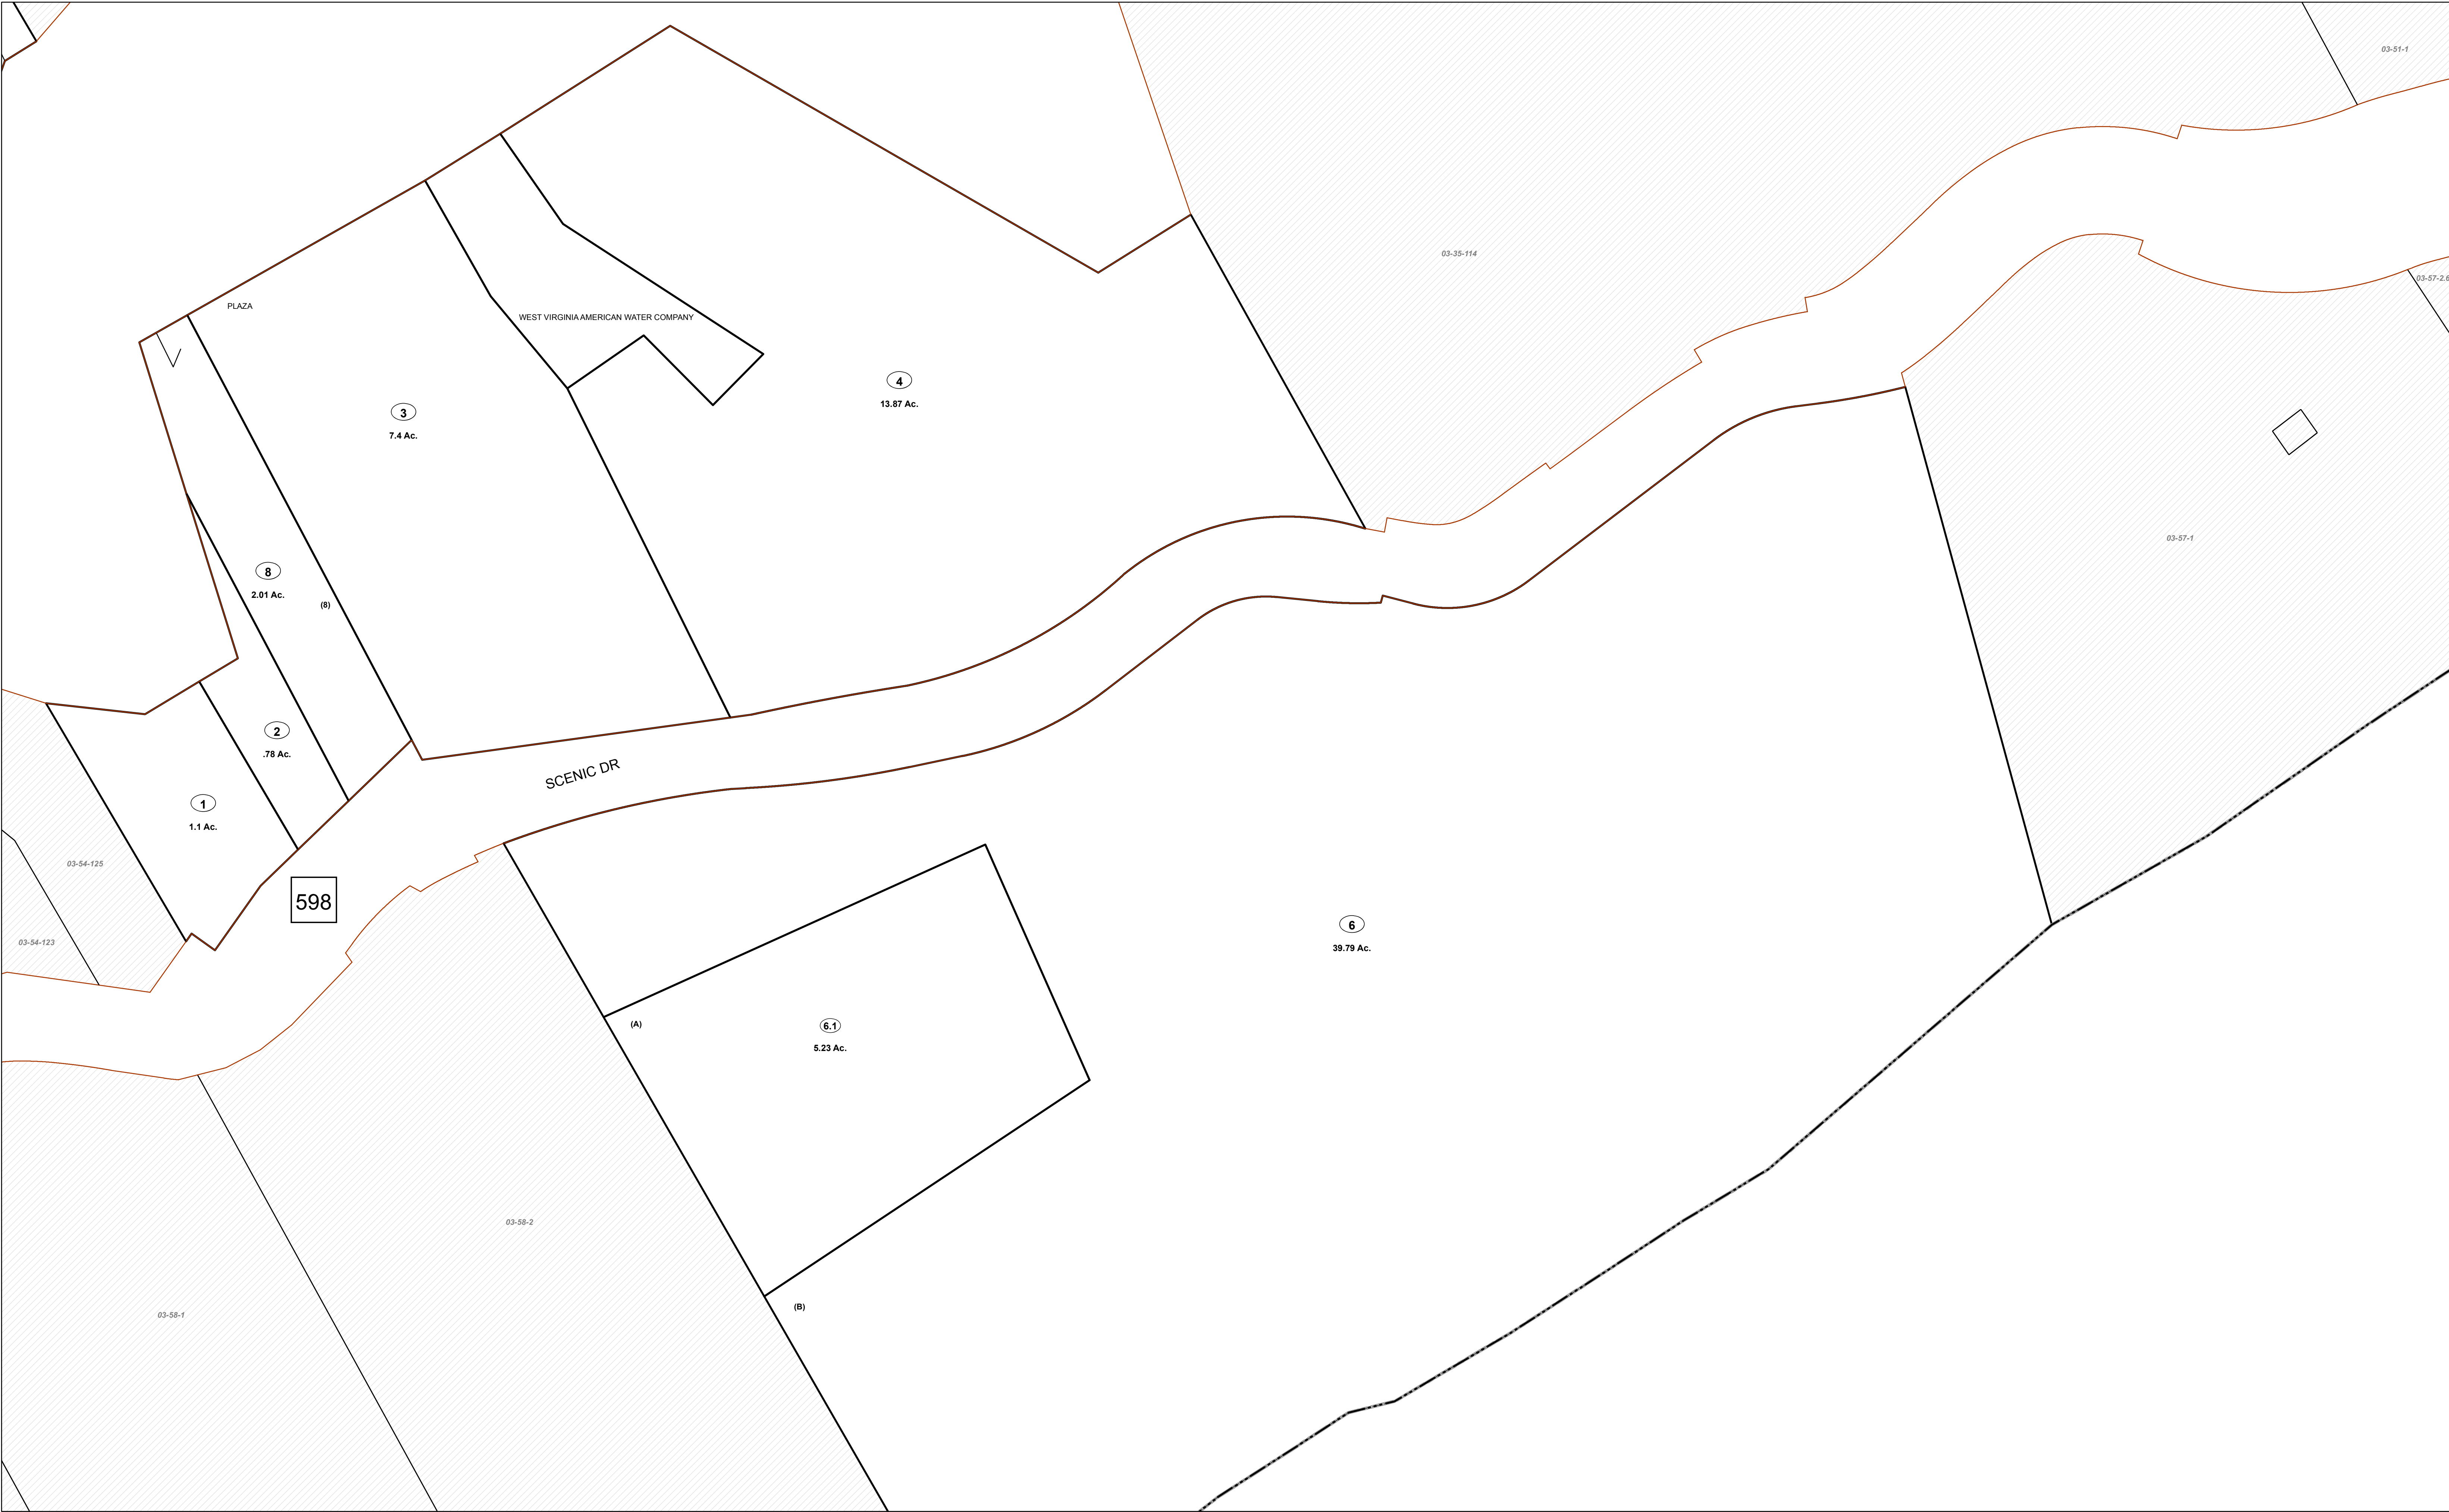 03-51-1
03-35-114
03-57-2.6
PLAZA
WEST VIRGINIA AMERICAN WATER COMPANY
4
13.87 Ac.
3
7.4 Ac.
03-57-1
8
2.01 Ac.
(8)
2
.78 Ac.
SCENIC DR
1
1.1 Ac.
03-54-125
598
03-54-123
6
39.79 Ac.
(A)
6.1
5.23 Ac.
03-58-2
(B)
03-58-1